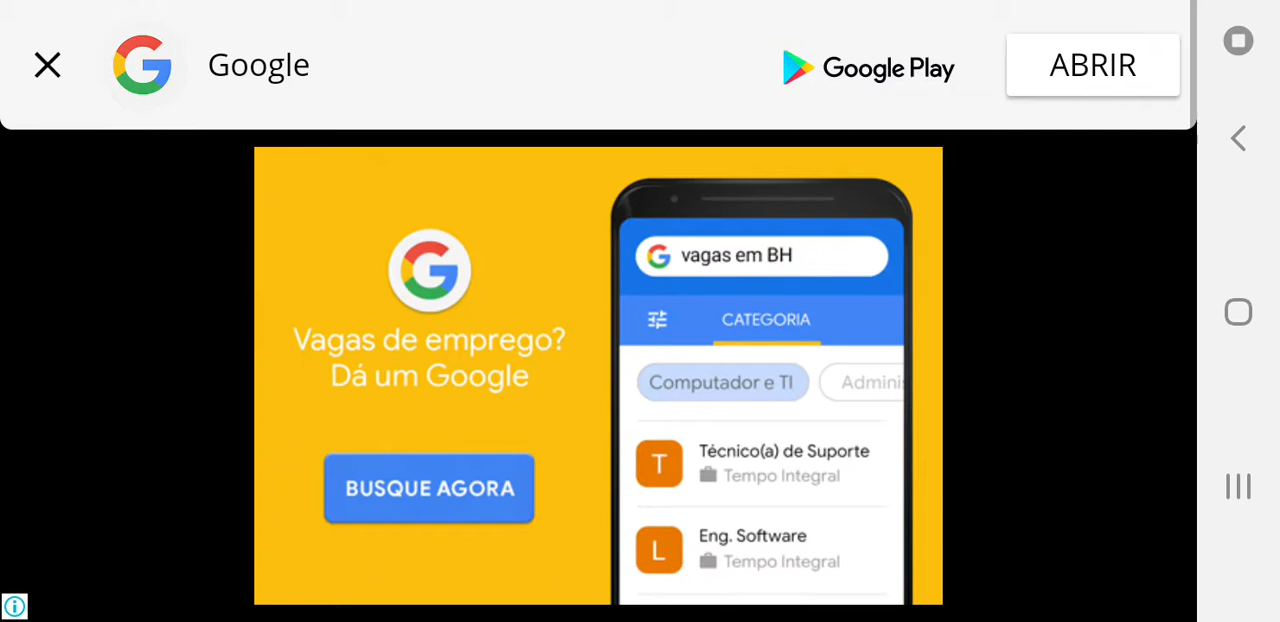 Google
Google Play
ABRIR
Vagas de emprego?
Dá um Google
BUSQUE AGORA
vagas em BH
CATEGORIA
Computador e TI
Adminis
T
Técnico(a) de Suporte
Tempo Integral
L
Eng. Software
Tempo Integral